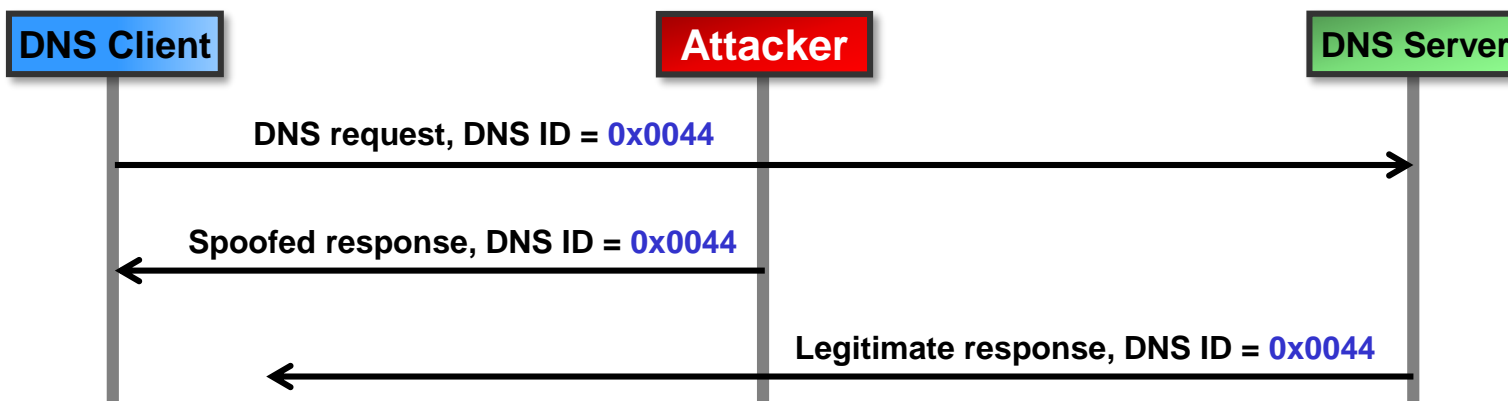 DNS Client
Attacker
DNS Server
DNS request, DNS ID = 0x0044
Spoofed response, DNS ID = 0x0044
Legitimate response, DNS ID = 0x0044